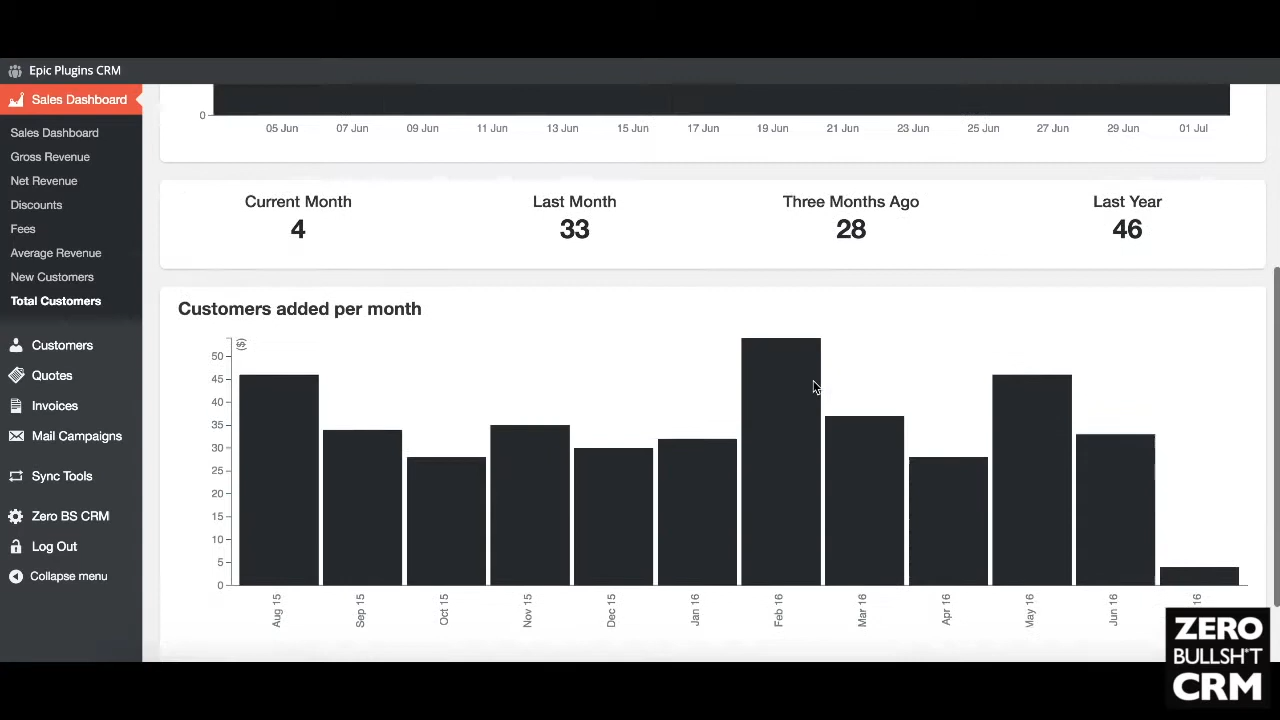 Epic Plugins CRM
Sales Dashboard
Sales Dashboard
Gross Revenue
Net Revenue
Discounts
Fees
Average Revenue
New Customers
Total Customers
Customers
Quotes
Invoices
Mail Campaigns
Sync Tools
Zero BS CRM
Log Out
Collapse menu
0
05 Jun 07 Jun 09 Jun 11 Jun 13 Jun 15 Jun 17 Jun 19 Jun 21 Jun 23 Jun 25 Jun 27 Jun 29 Jun 01 Jul
Current Month Last Month Three Months Ago Last Year
4 33 28 46
Customers added per month
($)
50
45
40
35
30
25
20
15
10
5
0
Aug 15 Sep 15 Oct 15 Nov 15 Dec 15 Jan 16 Feb 16 Mar 16 Apr 16 May 16 Jun 16 16
ZERO
BULLSH*T
CRM